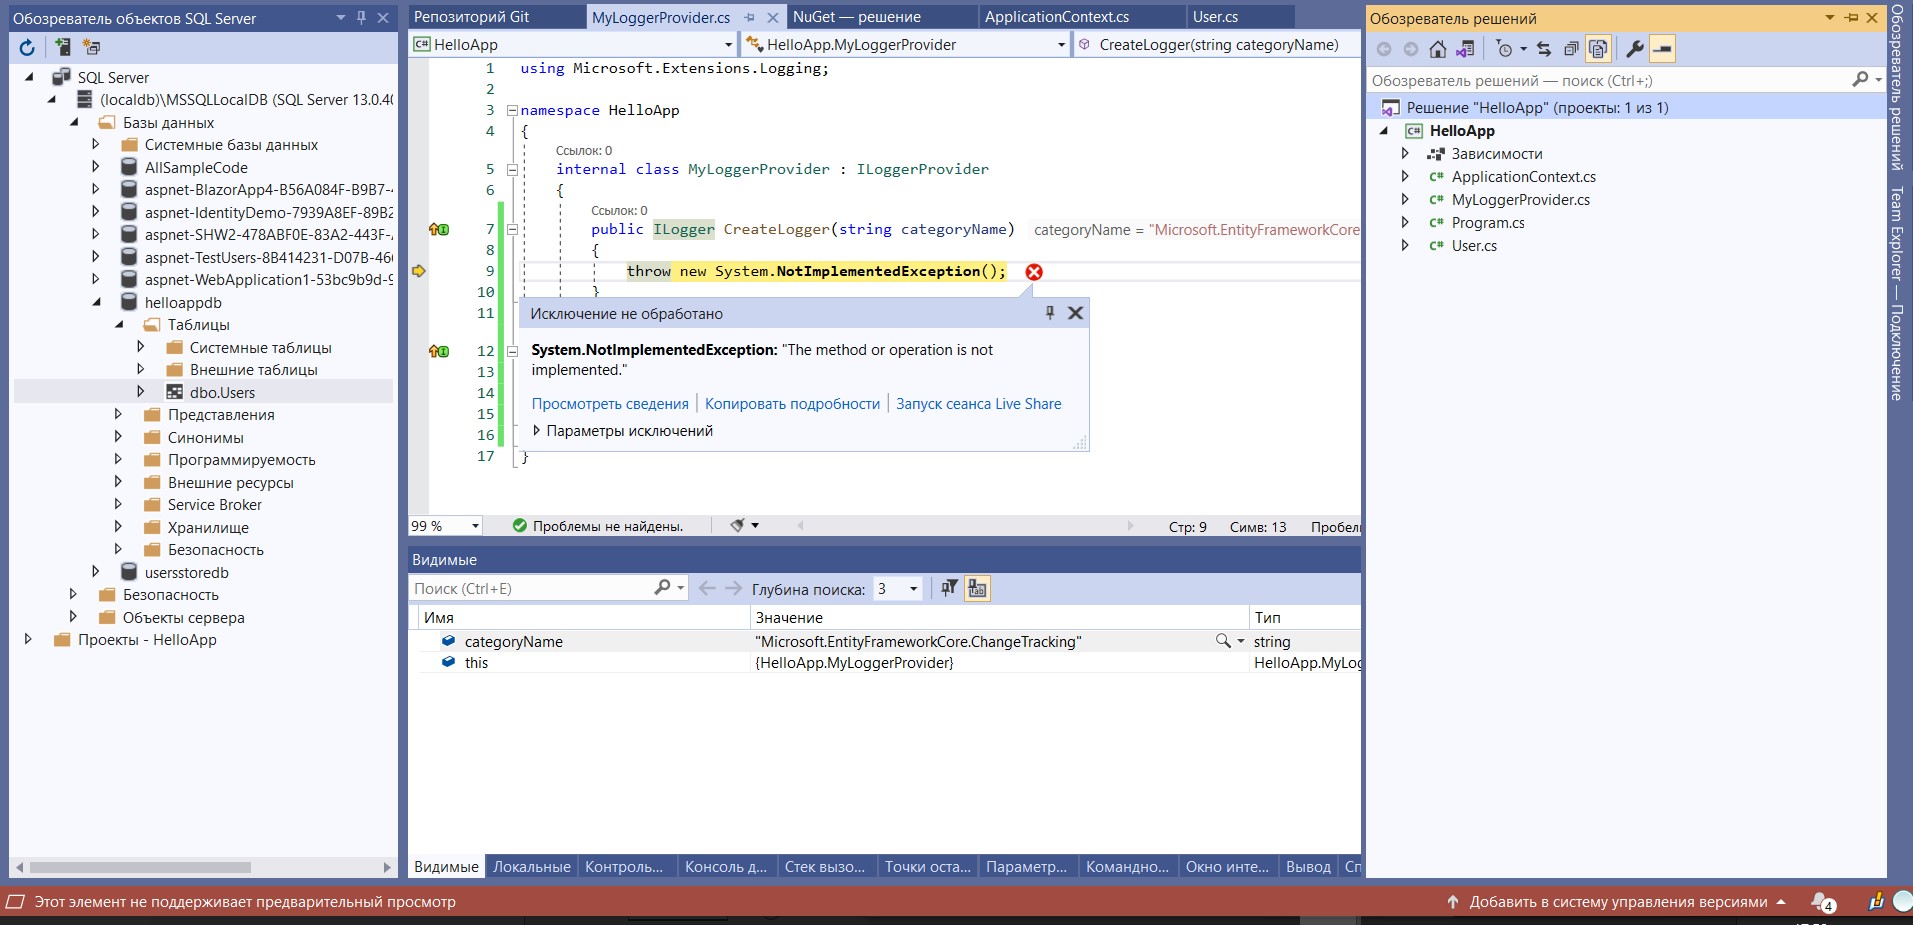 Обозреватель объектов SQL Server
SQL Server
(localdb)\MSSQLLocalDB (SQL Server 13.0.40
Базы данных
Системные базы данных
AllSampleCode
aspnet-BlazorApp4-B56A084F-B9B7-4
aspnet-IdentityDemo-7939A8EF-89B2
aspnet-SHW2-478ABF0E-83A2-443F-A
aspnet-TestUsers-8B414231-D07B-466
aspnet-WebApplication1-53bc9b9d-9
helloappdb
Таблицы
Системные таблицы
Внешние таблицы
dbo.Users
Представления
Синонимы
Программируемость
Внешние ресурсы
Service Broker
Хранилище
Безопасность
usersstoredb
Безопасность
Объекты сервера
Проекты - HelloApp
Репозиторий Git
MyLoggerProvider.cs
NuGet — решение
ApplicationContext.cs
User.cs
C# HelloApp
HelloApp.MyLoggerProvider
CreateLogger(string categoryName)
1 using Microsoft.Extensions.Logging;
2
3 namespace HelloApp
4 {
Ссылок: 0
5 internal class MyLoggerProvider : ILoggerProvider
6 {
Ссылок: 0
7 public ILogger CreateLogger(string categoryName) categoryName = "Microsoft.EntityFrameworkCore
8 {
9 throw new System.NotImplementedException();
10 }
11
12
13
14
15
16
17 }
Исключение не обработано
System.NotImplementedException: "The method or operation is not
implemented."
Просмотреть сведения
Копировать подробности
Запуск сеанса Live Share
Параметры исключений
99 %
Проблемы не найдены.
Стр: 9
Симв: 13
Пробелы
Видимые
Поиск (Ctrl+E)
Глубина поиска:
3
Имя
Значение
Тип
categoryName
"Microsoft.EntityFrameworkCore.ChangeTracking"
string
this
{HelloApp.MyLoggerProvider}
HelloApp.MyLog
Видимые
Локальные
Контроль...
Консоль д...
Стек вызо...
Точки оста...
Параметр...
Командно...
Окно инте...
Вывод
Сп
Обозреватель решений
Обозреватель решений — поиск (Ctrl+;)
Решение "HelloApp" (проекты: 1 из 1)
C# HelloApp
Зависимости
C# ApplicationContext.cs
C# MyLoggerProvider.cs
C# Program.cs
C# User.cs
Обозреватель решений
Team Explorer — Подключение
Этот элемент не поддерживает предварительный просмотр
Добавить в систему управления версиями
4